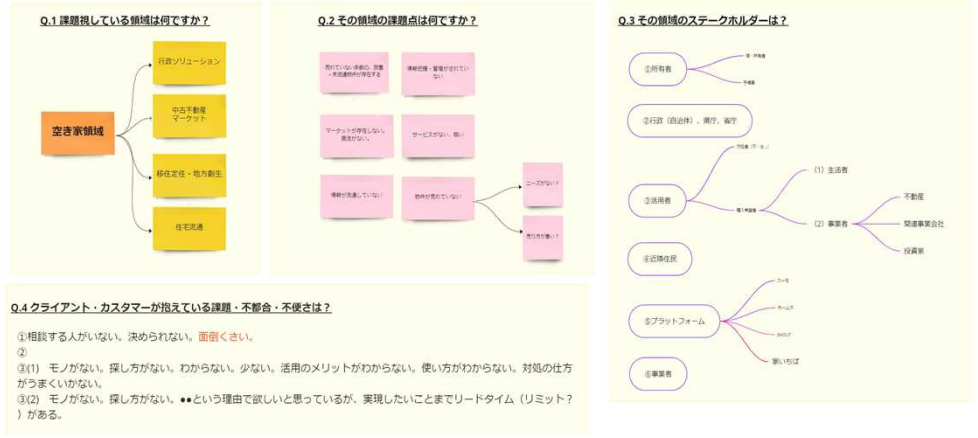 Q.1 課題視している領域は何ですか？
空き家領域
行政ソリューション
中古不動産
マーケット
移住定住・地方創生
住宅流通
Q.2 その領域の課題点は何ですか？
売れていない多数の、放置
・未流通物件が存在する
情報把握・管理がされてい
ない
マーケットが存在しない。
サービスがない、弱い
情報が流通していない
物件が売れていない
ニーズがない？
売り方が悪い？
Q.3 その領域のステークホルダーは？
①所有者
②行政（自治体）、県庁、省庁
③活用者
購入希望者
(1) 生活者
(2) 事業者
不動産
関連事業会社
投資家
④近隣住民
⑤プラットフォーム
ホームズ
家いちば
⑥事業者
Q.4 クライアント・カスタマーが抱えている課題・不都合・不便さは？
①相談する人がいない。決められない。面倒くさい。
②
③(1) モノがない。探し方がない。わからない。少ない。活用のメリットがわからない。使い方がわからない。対処の仕方
がうまくいかない。
③(2) モノがない。探し方がない。●●という理由で欲しいと思っているが、実現したいことまでリードタイム（リミット？
）がある。